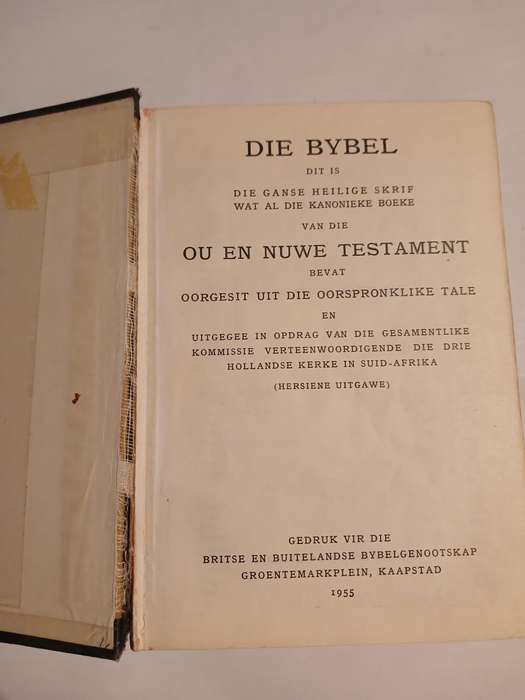 DIE BYBEL
DIT IS
DIE GANSE HEILIGE SKRIF
WAT AL DIE KANONIEKE BOEKE
VAN DIE
OU EN NUWE TESTAMENT
BEVAT
OORGESIT UIT DIE OORSPRONKLIKE TALE
EN
UITGEGEE IN OPDRAG VAN DIE GESAMENTLIKE
KOMMISSIE VERTEENWOORDIGENDE DIE DRIE
HOLLANDSE KERKE IN SUID-AFRIKA
(HERSIENE UITGAWE)
GEDRUK VIR DIE
BRITSE EN BUITELANDSE BYBELGENOOTSKAP
GROENTEMARKPLEIN, KAAPSTAD
1955